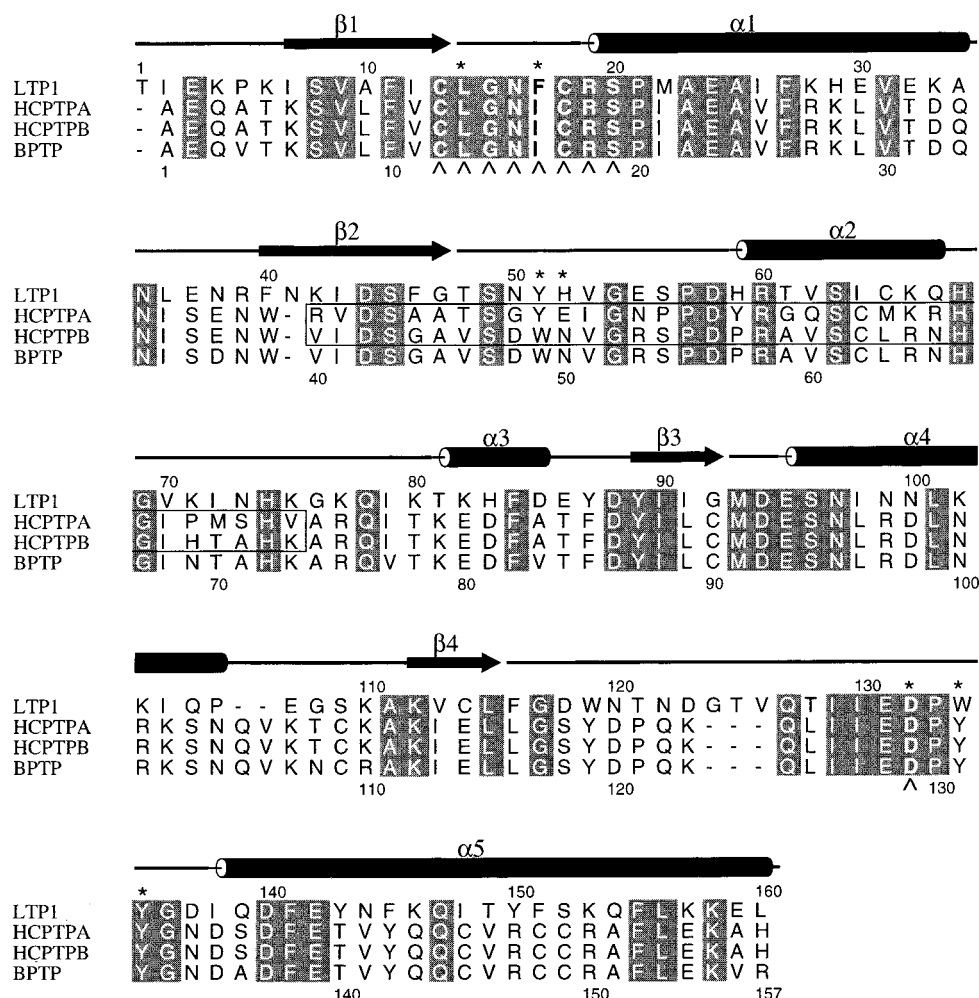 β1 α1
* *
1 10 20 30
LTP1 T I E K P K I S V A F I C L G N F C R S P M A E A I F K H E V E K A
HCPTPA - A E Q A T K S V L F V C L G N I C R S P I A E A V F R K L V T D Q
HCPTPB - A E Q A T K S V L F V C L G N I C R S P I A E A V F R K L V T D Q
BPTP - A E Q V T K S V L F V C L G N I C R S P I A E A V F R K L V T D Q
^ ^ ^ ^ ^ ^ ^ ^
1 10 20 30
β2 α2
40 50 * * 60
LTP1 N L E N R F N K I D S F G T S N Y H V G E S P D H R T V S I C K Q H
HCPTPA N I S E N W - R V D S A A T S G Y E I G N P P D Y R G Q S C M K R H
HCPTPB N I S E N W - V I D S G A V S D W N V G R S P D P R A V S C L R N H
BPTP N I S D N W - V I D S G A V S D W N V G R S P D P R A V S C L R N H
40 50 60
α3 β3 α4
70 80 90 100
LTP1 G V K I N H K G K Q I K T K H F D E Y D Y I I G M D E S N I N N L K
HCPTPA G I P M S H V A R Q I T K E D F A T F D Y I L C M D E S N L R D L N
HCPTPB G I H T A H K A R Q I T K E D F A T F D Y I L C M D E S N L R D L N
BPTP G I N T A H K A R Q V T K E D F V T F D Y I L C M D E S N L R D L N
70 80 90 100
β4
110 120 130 * *
LTP1 K I Q P - - E G S K A K V C L F G D W N T N D G T V Q T I I E D P W
HCPTPA R K S N Q V K T C K A K I E L L G S Y D P Q K - - - Q L I I E D P Y
HCPTPB R K S N Q V K T C K A K I E L L G S Y D P Q K - - - Q L I I E D P Y
BPTP R K S N Q V K N C R A K I E L L G S Y D P Q K - - - Q L I I E D P Y
110 120 ^ 130
α5
* 140 150 160
LTP1 Y G D I Q D F E Y N F K Q I T Y F S K Q F L K K E L
HCPTPA Y G N D S D F E T V Y Q Q C V R C C R A F L E K A H
HCPTPB Y G N D S D F E T V Y Q Q C V R C C R A F L E K A H
BPTP Y G N D A D F E T V Y Q Q C V R C C R A F L E K V R
140 150 157